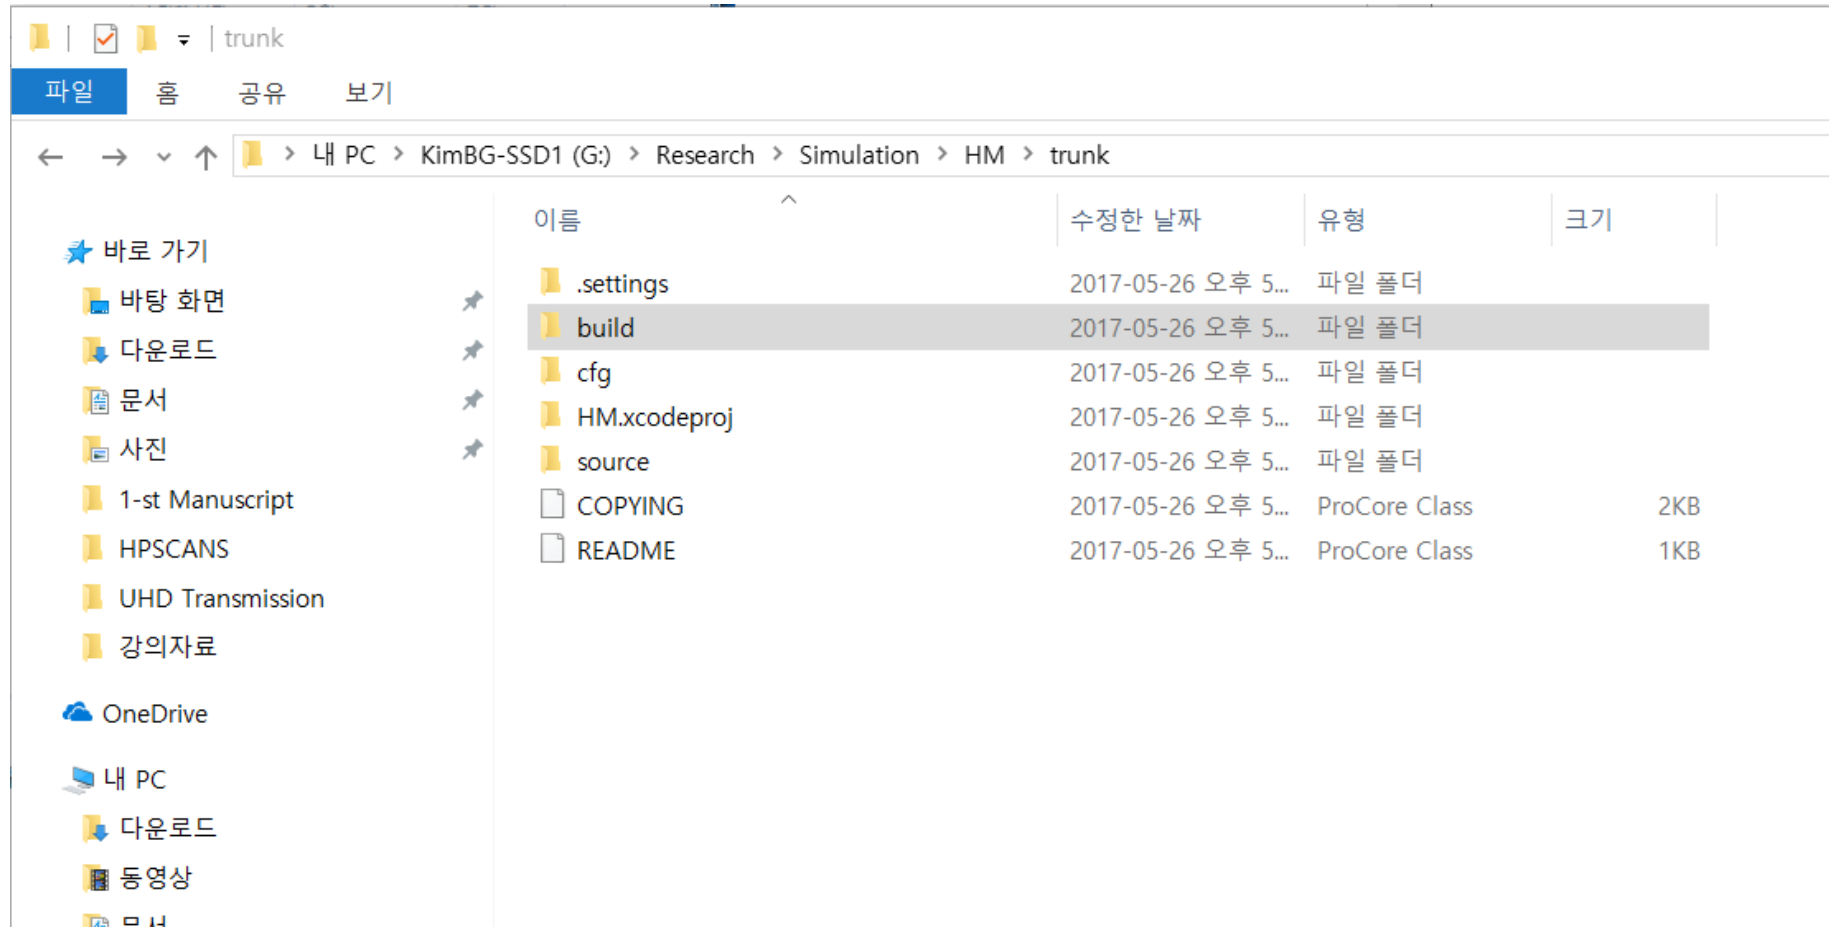 trunk
파일 홈 공유 보기
내 PC > KimBG-SSD1 (G:) > Research > Simulation > HM > trunk
이름 수정한 날짜 유형 크기
바로 가기
바탕 화면
다운로드
문서
사진
1-st Manuscript
HPSCANS
UHD Transmission
강의자료
OneDrive
내 PC
다운로드
동영상
문서
.settings 2017-05-26 오후 5... 파일 폴더
build 2017-05-26 오후 5... 파일 폴더
cfg 2017-05-26 오후 5... 파일 폴더
HM.xcodeproj 2017-05-26 오후 5... 파일 폴더
source 2017-05-26 오후 5... 파일 폴더
COPYING 2017-05-26 오후 5... ProCore Class 2KB
README 2017-05-26 오후 5... ProCore Class 1KB